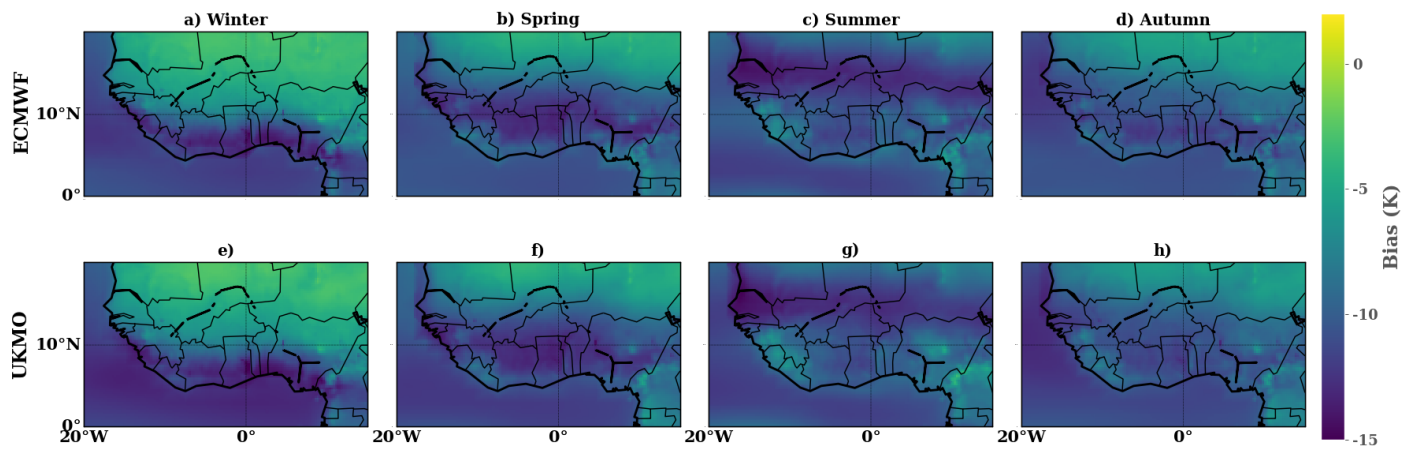 a) Winter
b) Spring
c) Summer
d) Autumn
ECMWF
10°N
0°
0
-5
-10
-15
Bias (K)
e)
f)
g)
h)
UKMO
10°N
0°
20°W
0°
20°W
0°
20°W
0°
20°W
0°